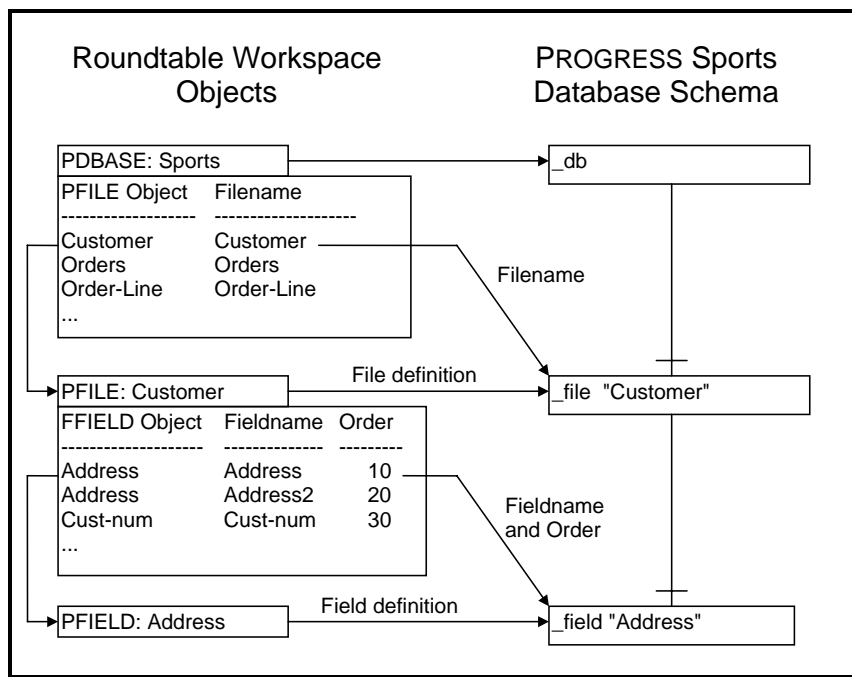 Roundtable Workspace
Objects
PROGRESS Sports
Database Schema
PDBASE: Sports
_db
PFILE Object Filename
------------------- --------------------
Customer Customer
Orders Orders
Order-Line Order-Line
...
Filename
PFILE: Customer
File definition
_file "Customer"
FFIELD Object Fieldname Order
-------------------- -------------- ---------
Address Address 10
Address Address2 20
Cust-num Cust-num 30
...
Fieldname
and Order
PFIELD: Address
Field definition
_field "Address"